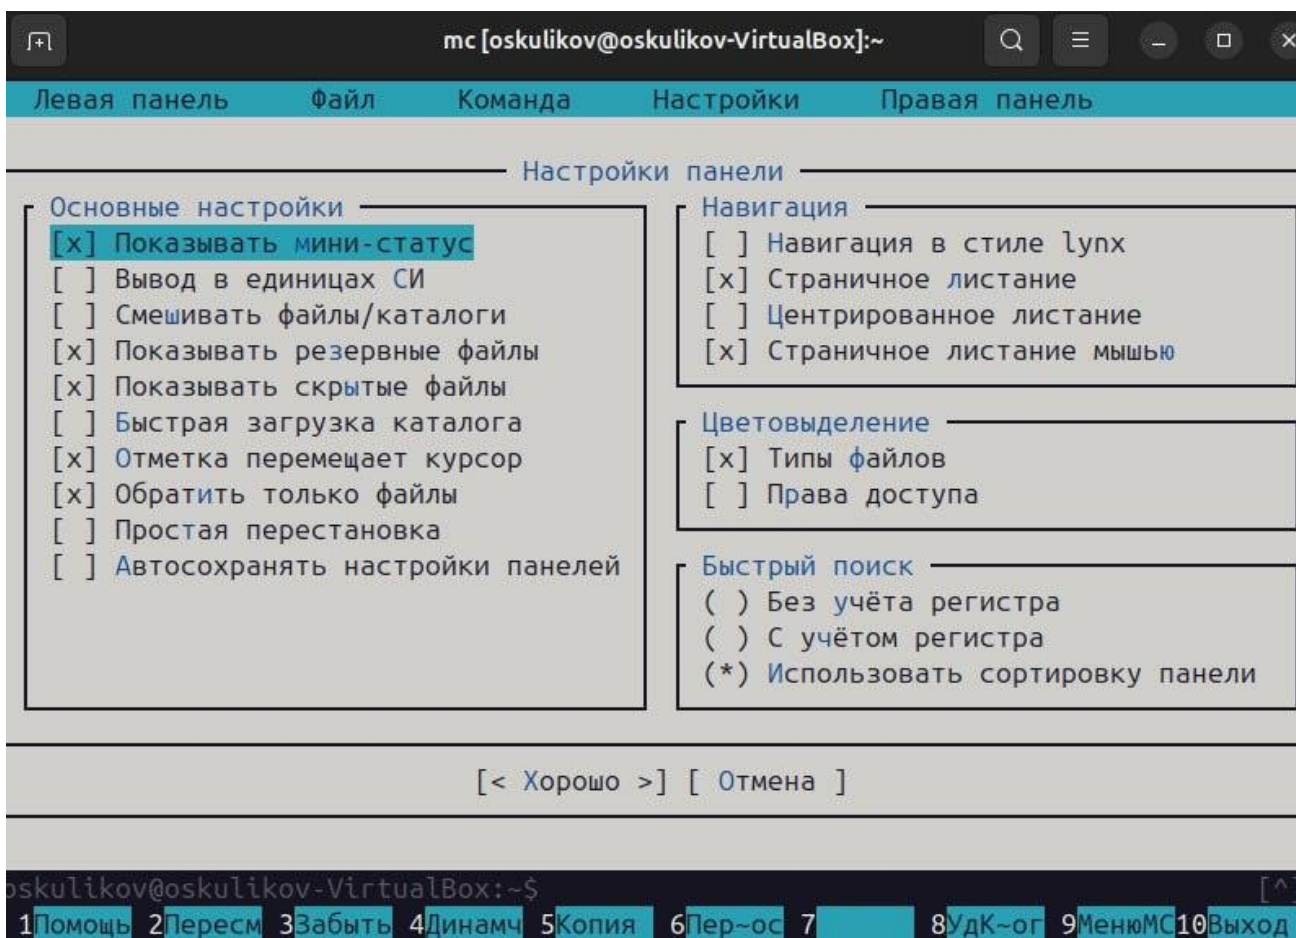 mc [oskulikov@oskulikov-VirtualBox]:~
Левая панель Файл Команда Настройки Правая панель
Настройки панели
Основные настройки
[x] Показывать мини-статус
[ ] Вывод в единицах СИ
[ ] Смешивать файлы/каталоги
[x] Показывать резервные файлы
[x] Показывать скрытые файлы
[ ] Быстрая загрузка каталога
[x] Отметка перемещает курсор
[x] Обратить только файлы
[ ] Простая перестановка
[ ] Автосохранять настройки панелей
Навигация
[ ] Навигация в стиле lynx
[x] Страничное листание
[ ] Центрированное листание
[x] Страничное листание мышью
Цветовыделение
[x] Типы файлов
[ ] Права доступа
Быстрый поиск
( ) Без учёта регистра
( ) С учётом регистра
(*) Использовать сортировку панели
[< Хорошо >] [ Отмена ]
oskulikov@oskulikov-VirtualBox:~$ [^]
1Помощь 2Пересм 3Забыть 4Динамч 5Копия 6Пер~ос 7 8УдК~ог 9МенюМС 10Выход